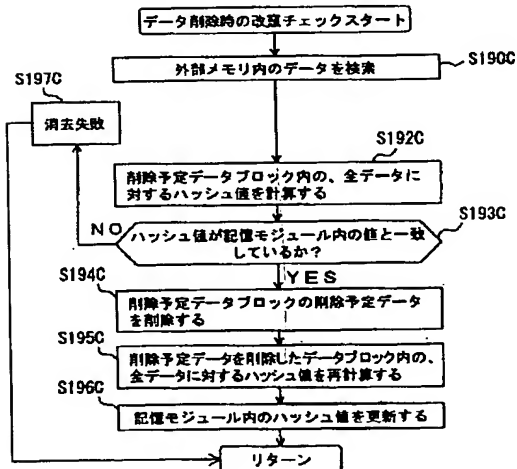 データ削除時の改竄チェックスタート
S190C
外部メモリ内のデータを検索
S197C
消去失敗
S192C
削除予定データブロック内の、全データに
対するハッシュ値を計算する
S193C
NO
ハッシュ値が記憶モジュール内の値と一致
しているか?
YES
S194C
削除予定データブロックの削除予定データ
を削除する
S195C
削除予定データを削除したデータブロック内の、
全データに対するハッシュ値を再計算する
S196C
記憶モジュール内のハッシュ値を更新する
リターン